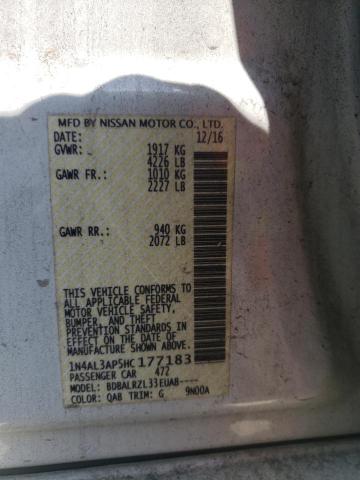 MFD BY NISSAN MOTOR CO., LTD.
DATE: 12/16
GVWR: 1917 KG
4226 LB
GAWR FR.: 1010 KG
2227 LB
GAWR RR.: 940 KG
2072 LB
THIS VEHICLE CONFORMS TO
ALL APPLICABLE FEDERAL
MOTOR VEHICLE SAFETY,
BUMPER, AND THEFT
PREVENTION STANDARDS
IN EFFECT ON THE DATE OF
MANUFACTURE SHOWN ABOVE.
1N4AL3AP5HC177183
PASSENGER CAR 472
MODEL: BDBALRZL33EUAB----
COLOR: QAB TRIM: G 9N00A